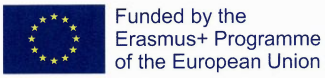 Funded by the
Erasmus+ Programme
of the European Union